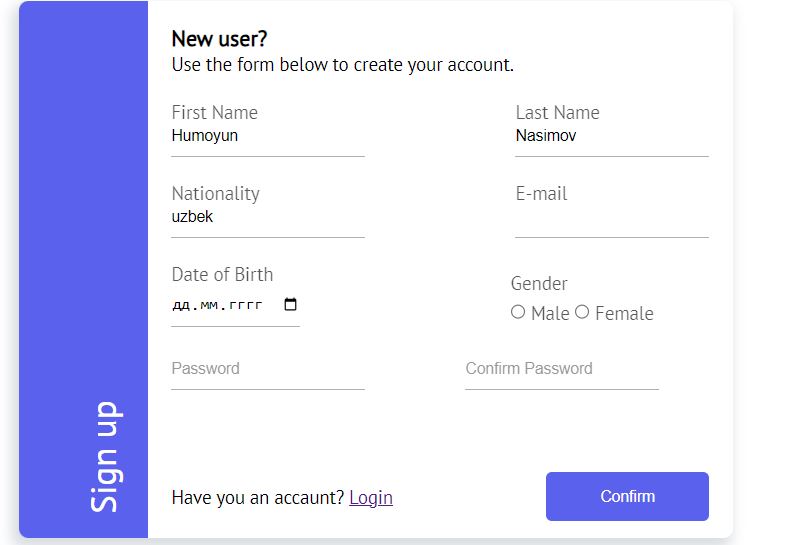 New user?
Use the form below to create your account.
First Name Last Name
Humoyun Nasimov
Nationality E-mail
uzbek
Date of Birth Gender
дд.мм.гггг Male Female
Password Confirm Password
Sign up
Have you an accaunt? Login Confirm